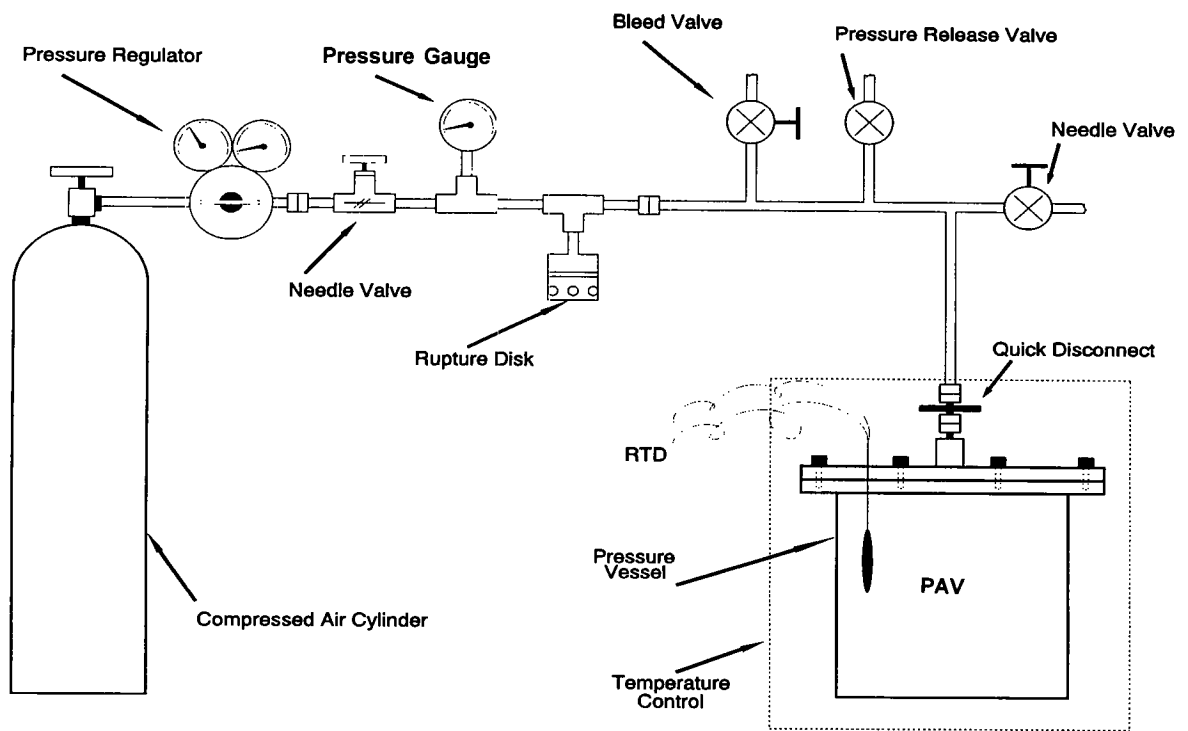 Bleed Valve
Pressure Release Valve
Pressure Regulator
Pressure Gauge
Needle Valve
Needle Valve
Rupture Disk
Quick Disconnect
RTD
Pressure
Vessel
PAV
Compressed Air Cylinder
Temperature
Control